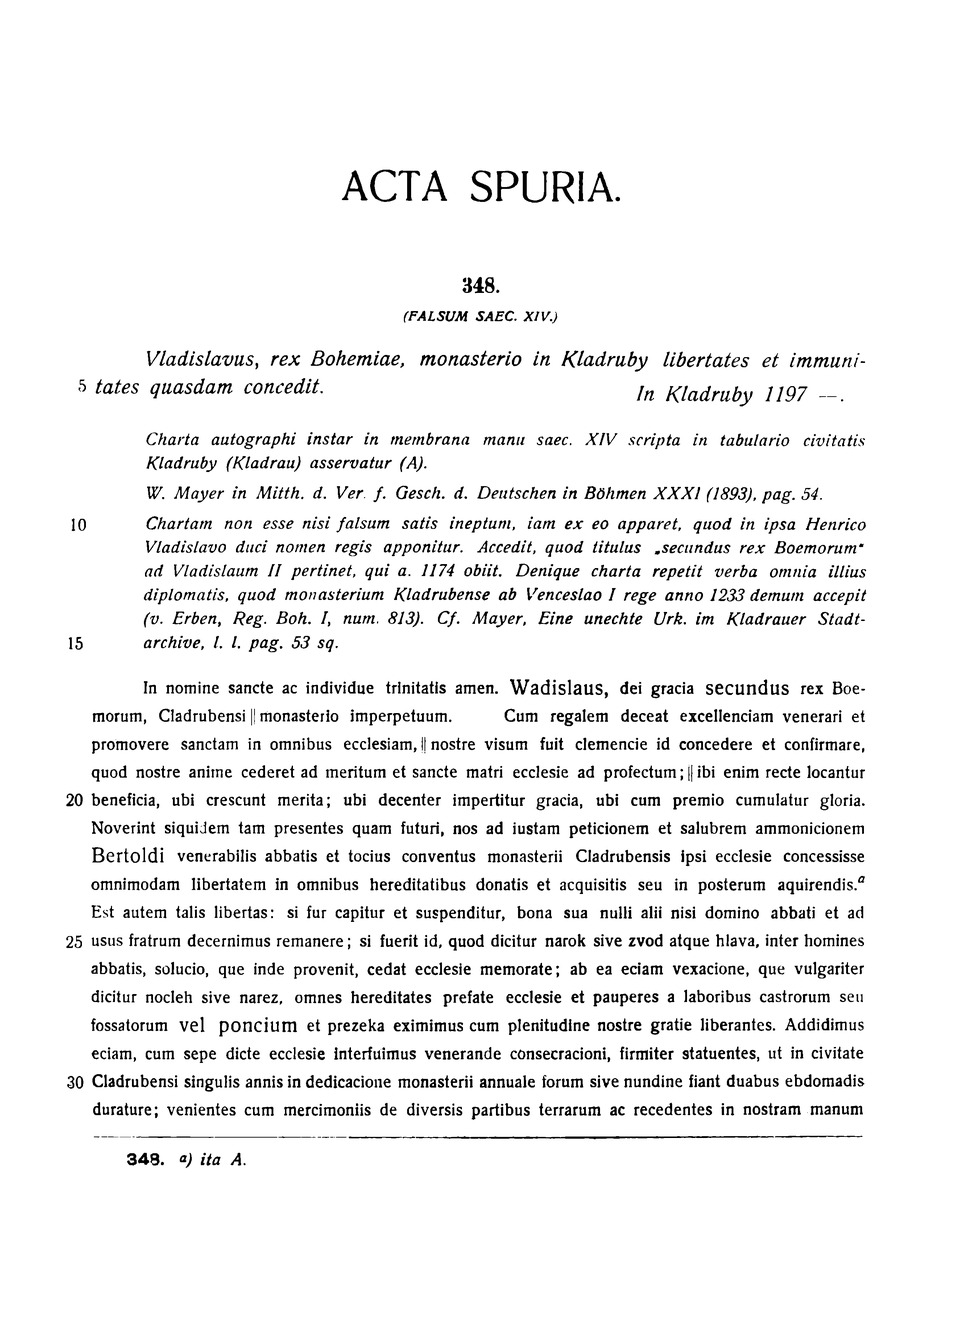 ACTA SPURIA.
348.
(FALSUM SAEC. XIV.)
Vladislavus, rex Bohemiae, monasterio in Kladruby libertates et immuni-
5 tates quasdam concedit. In Kladruby 1197 —.
Charta autographi instar in membrana manu saec. XIV scripta in tabulario civitatis
Kladruby (Kladrau) asservatur (A).
W. Mayer in Mitth. d. Ver. f. Gesch. d. Deutschen in Böhmen XXXI (1893), pag. 54.
10 Chartam non esse nisi falsum satis ineptum, iam ex eo apparet, quod in ipsa Henrico
Vladislavo duci nomen regis apponitur. Accedit, quod titulus „secundus rex Boemorum“
ad Vladislaum II pertinet, qui a. 1174 obiit. Denique charta repetit verba omnia illius
diplomatis, quod monasterium Kladrubense ab Venceslao I rege anno 1233 demum accepit
(v. Erben, Reg. Boh. I, num. 813). Cf. Mayer, Eine unechte Urk. im Kladrauer Stadt-
15 archive, l. l. pag. 53 sq.
In nomine sancte ac individue trinitatis amen. Wadislaus, dei gracia secundus rex Boe-
morum, Cladrubensi || monasterio imperpetuum. Cum regalem deceat excellenciam venerari et
promovere sanctam in omnibus ecclesiam, || nostre visum fuit clemencie id concedere et confirmare,
quod nostre anime cederet ad meritum et sancte matri ecclesie ad profectum; || ibi enim recte locantur
20 beneficia, ubi crescunt merita; ubi decenter impertitur gracia, ubi cum premio cumulatur gloria.
Noverint siquidem tam presentes quam futuri, nos ad iustam peticionem et salubrem ammonicionem
Bertoldi venerabilis abbatis et tocius conventus monasterii Cladrubensis ipsi ecclesie concessisse
omnimodam libertatem in omnibus hereditatibus donatis et acquisitis seu in posterum aquirendis.a
Est autem talis libertas: si fur capitur et suspenditur, bona sua nulli alii nisi domino abbati et ad
25 usus fratrum decernimus remanere; si fuerit id, quod dicitur narok sive zvod atque hlava, inter homines
abbatis, solucio, que inde provenit, cedat ecclesie memorate; ab ea eciam vexacione, que vulgariter
dicitur nocleh sive narez, omnes hereditates prefate ecclesie et pauperes a laboribus castrorum seu
fossatorum vel poncium et prezeka eximimus cum plenitudine nostre gratie liberantes. Addidimus
eciam, cum sepe dicte ecclesie interfuimus venerande consecracioni, firmiter statuentes, ut in civitate
30 Cladrubensi singulis annis in dedicacione monasterii annuale forum sive nundine fiant duabus ebdomadis
durature; venientes cum mercimoniis de diversis partibus terrarum ac recedentes in nostram manum
348. a) ita A.